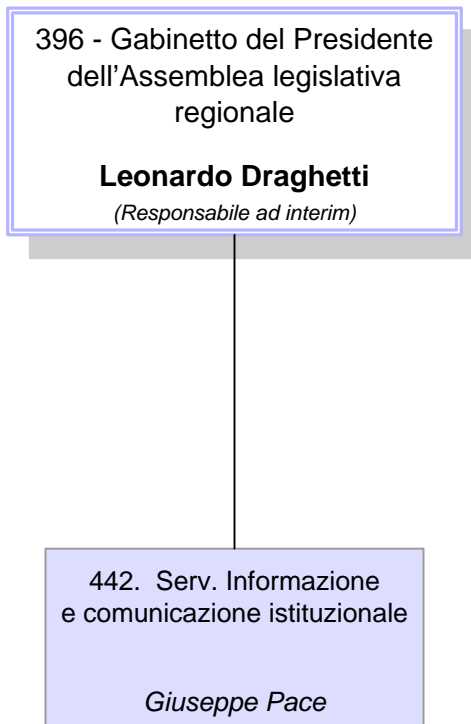 396 - Gabinetto del Presidente
dell'Assemblea legislativa
regionale
Leonardo Draghetti
(Responsabile ad interim)
442. Serv. Informazione
e comunicazione istituzionale
Giuseppe Pace